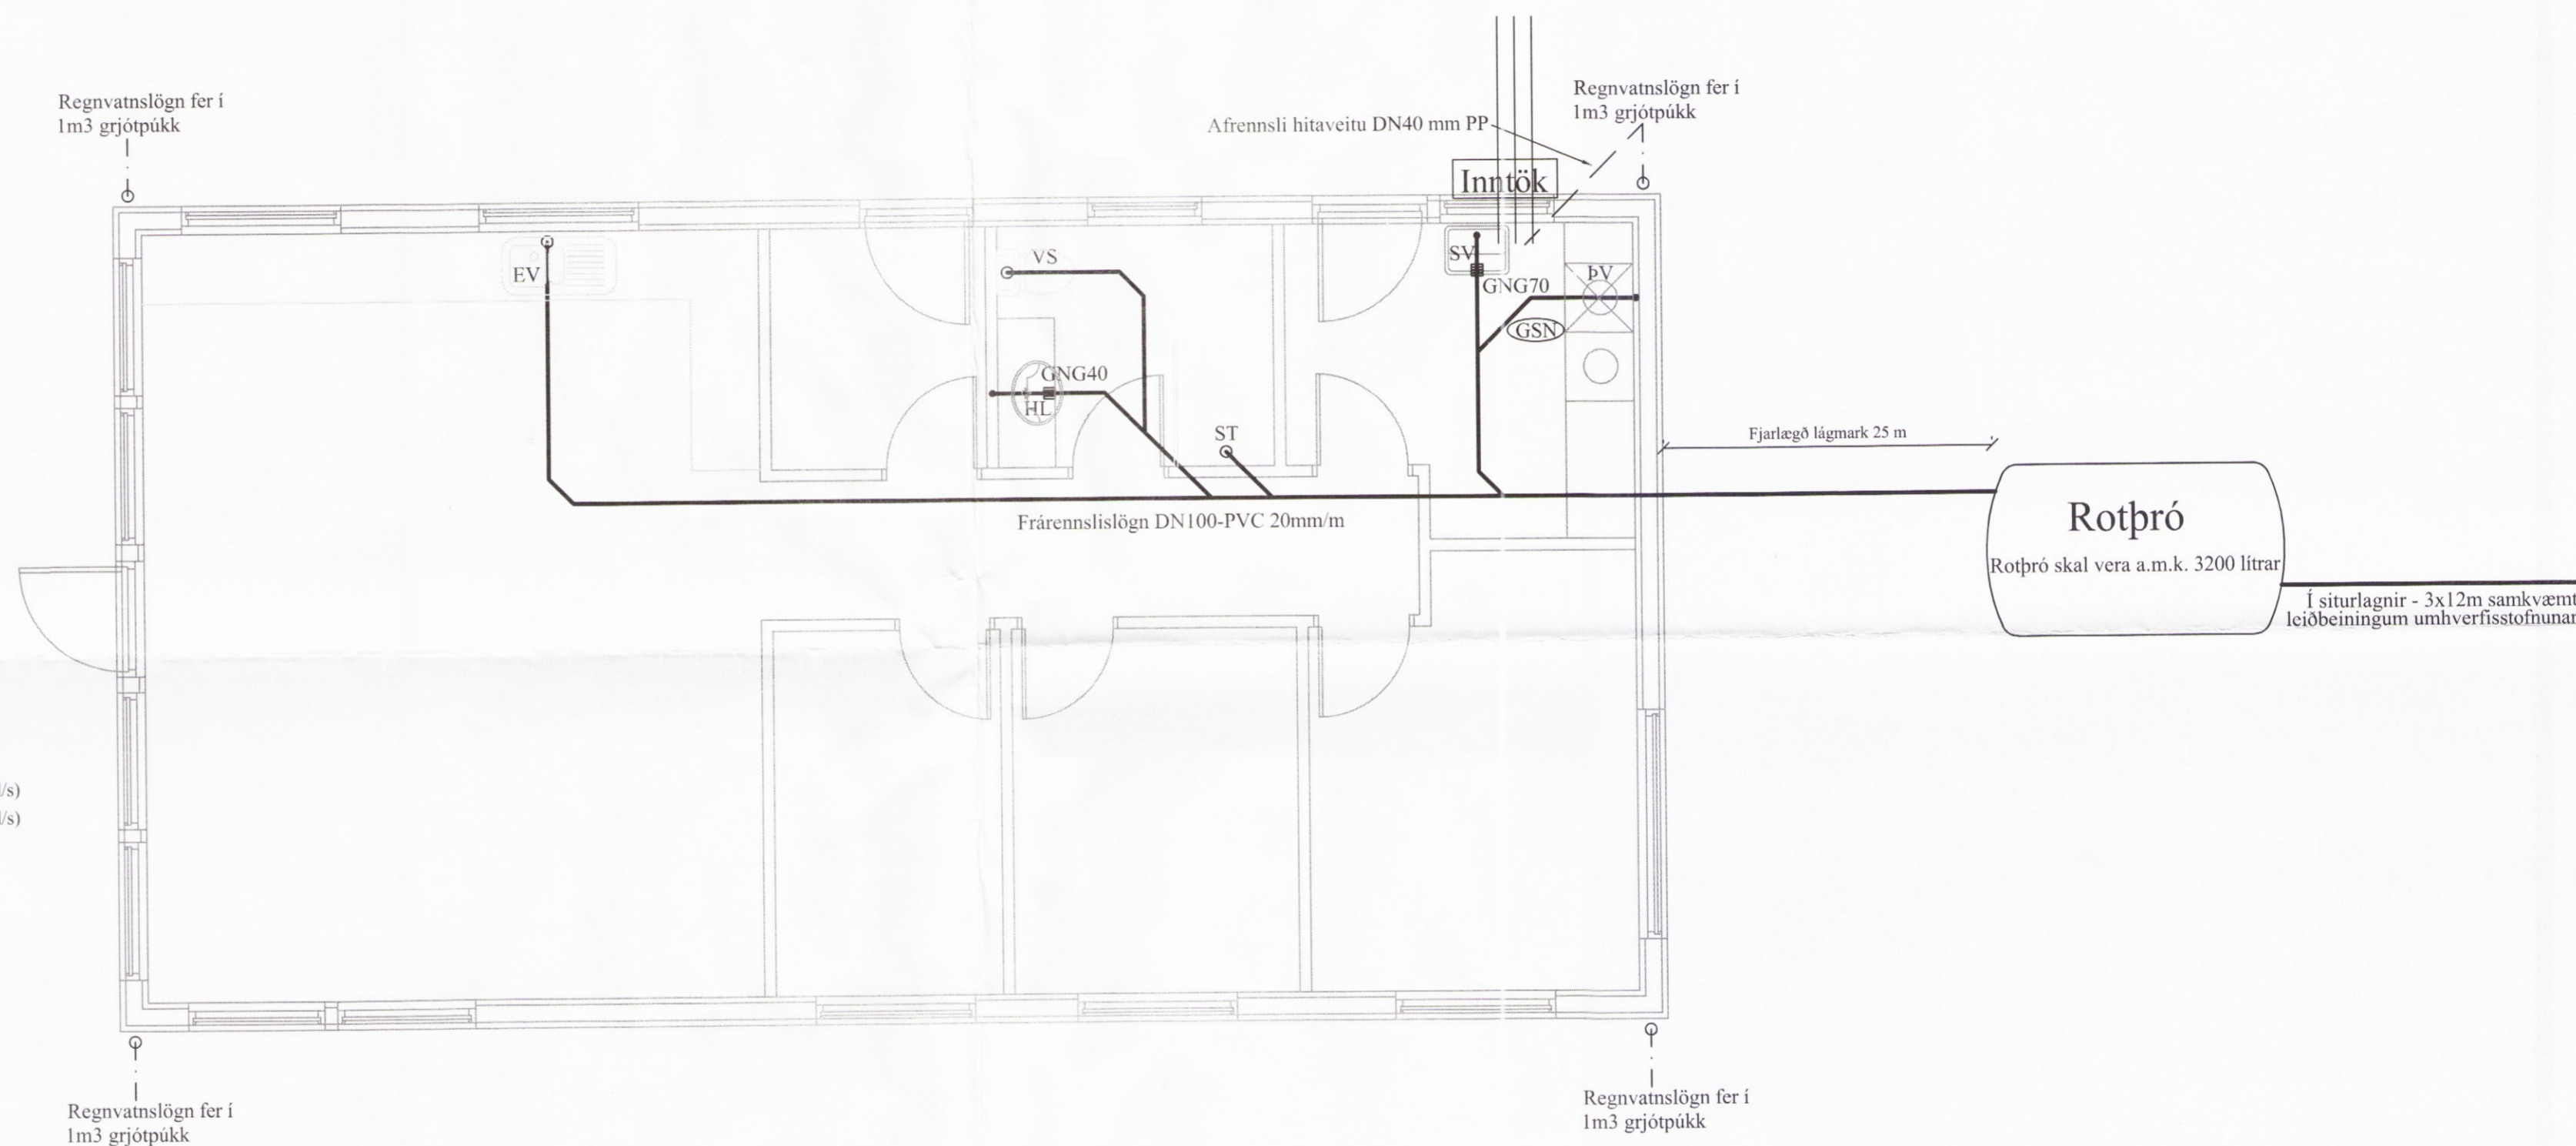 Regnvatnslögn fer í
1m3 grjótpúkk
Afrennsli hitaveitu DN40 mm PP
Regnvatnslögn fer í
1m3 grjótpúkk
Inntök
EV
VS
SV
GNG70
ÞV
GSN
GNG40
HL
ST
Fjarlægð lágmark 25 m
Frárennslislögn DN100-PVC 20mm/m
Rotþró
Rotþró skal vera a.m.k. 3200 lítrar
Í siturlagnir - 3x12m samkvæmt
leiðbeiningum umhverfisstofnunar
/s)
/s)
Regnvatnslögn fer í
1m3 grjótpúkk
Regnvatnslögn fer í
1m3 grjótpúkk